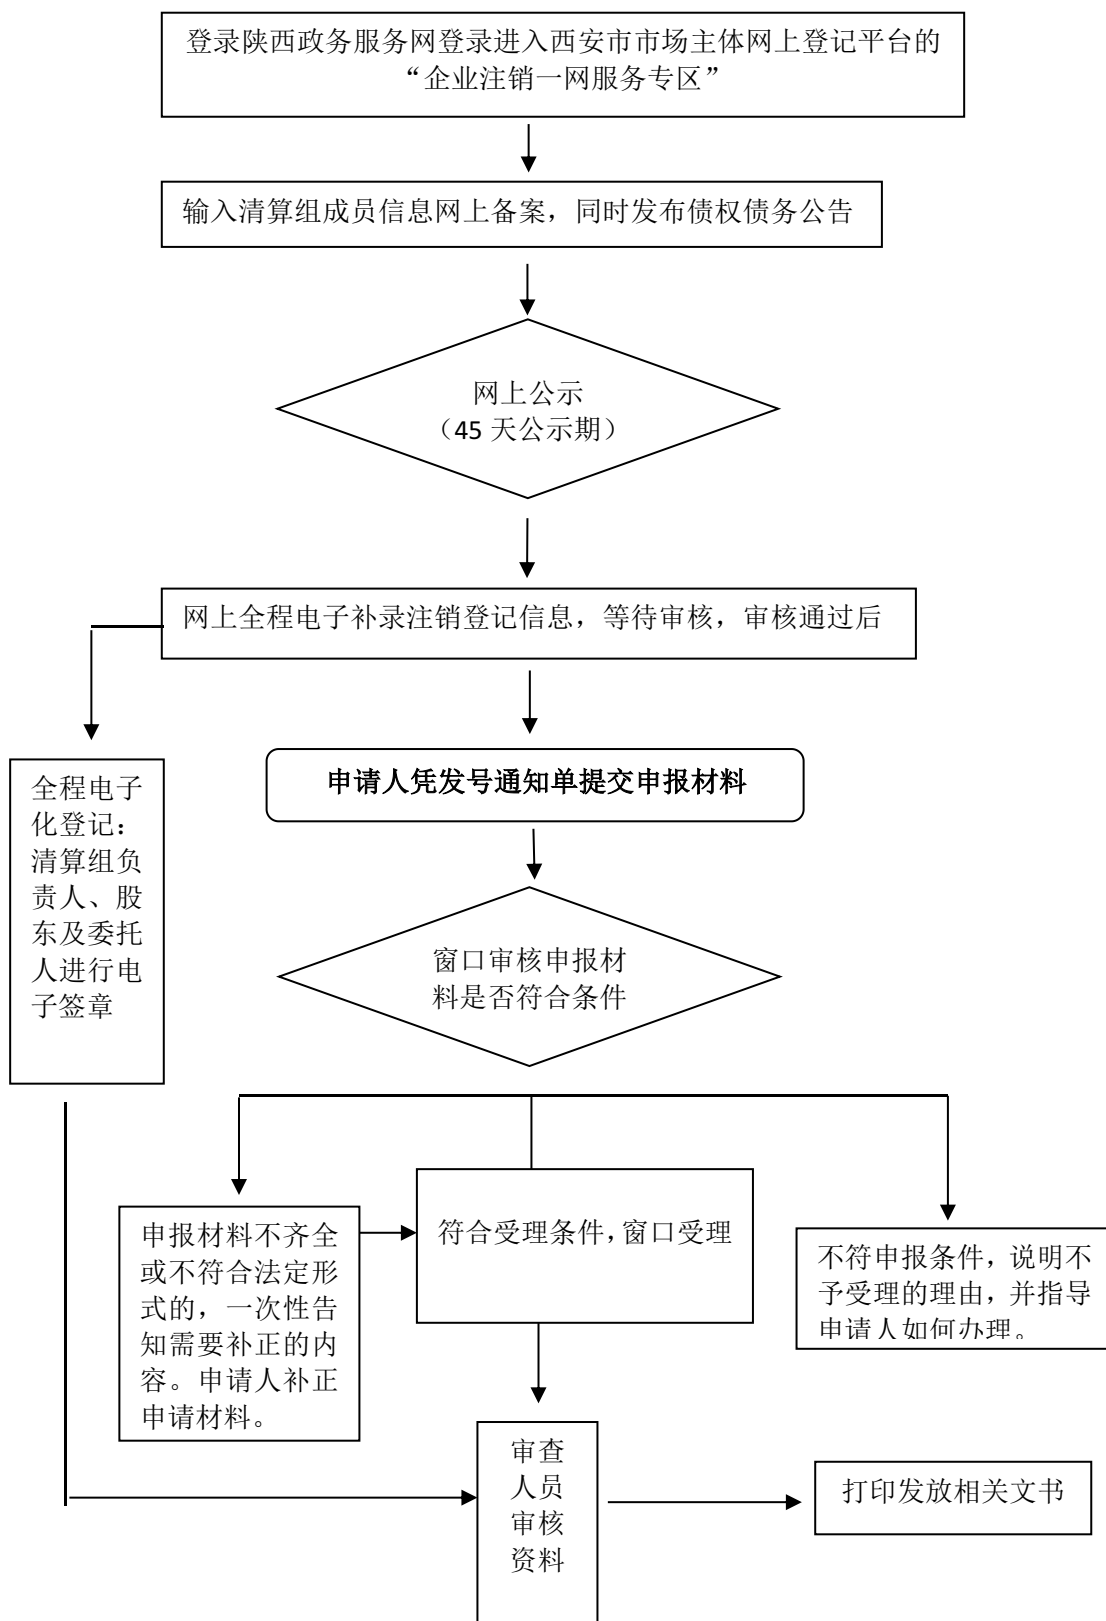 登录陕西政务服务网登录进入西安市市场主体网上登记平台的
“企业注销一网服务专区”
输入清算组成员信息网上备案，同时发布债权债务公告
网上公示
（45 天公示期）
网上全程电子补录注销登记信息，等待审核，审核通过后
申请人凭发号通知单提交申报材料
全程电子
化登记：
清算组负
责人、股
东及委托
人进行电
子签章
窗口审核申报材
料是否符合条件
申报材料不齐全
或不符合法定形
式的，一次性告
知需要补正的内
容。申请人补正
申请材料。
符合受理条件，窗口受理
不符申报条件，说明不
予受理的理由，并指导
申请人如何办理。
审查
人员
审核
资料
打印发放相关文书